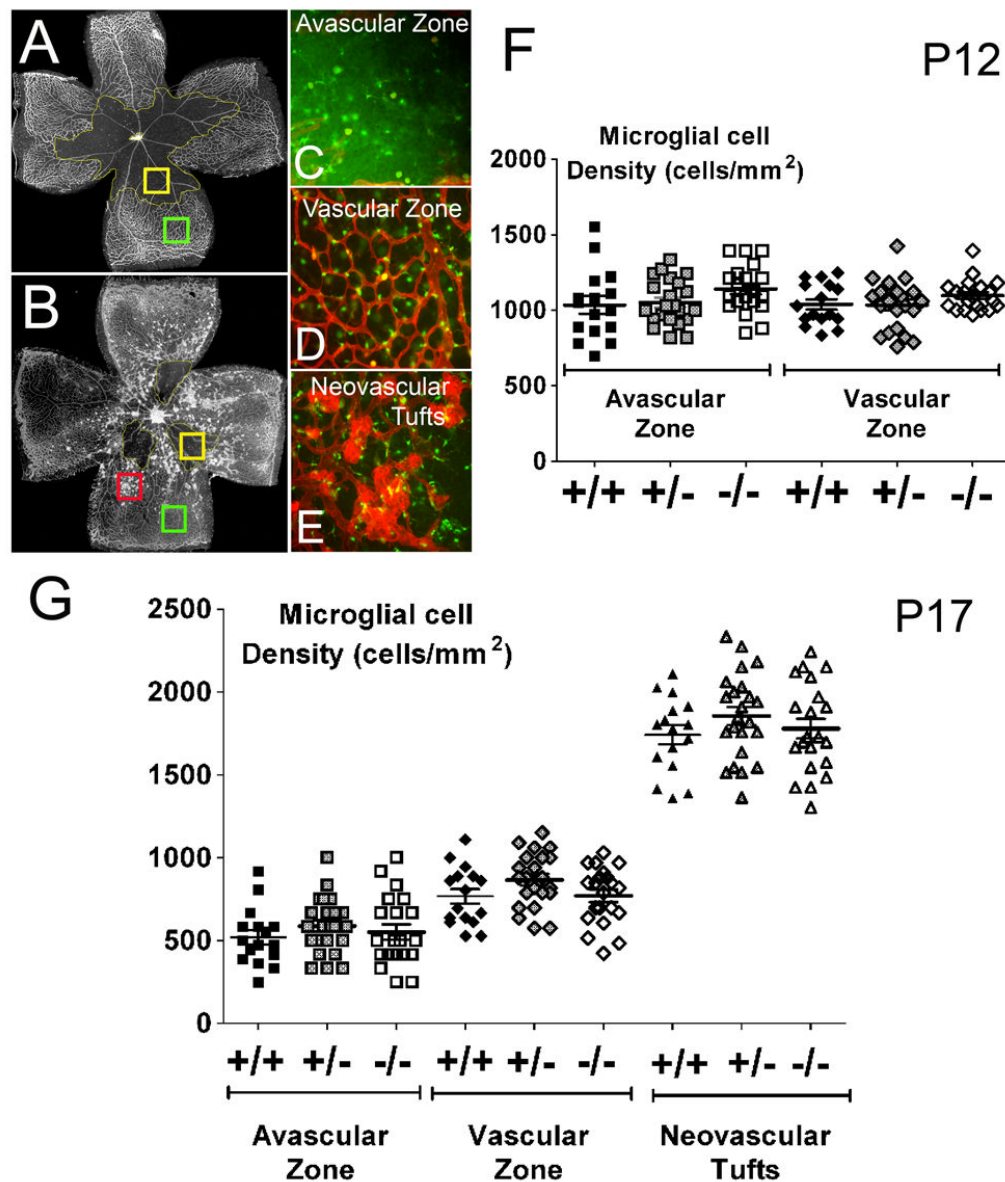 A
Avascular Zone
C
Vascular Zone
D
B
Neovascular
Tufts
E
F
P12
Microglial cell
Density (cells/mm²)
2000
1500
1000
500
0
Avascular
Zone
Vascular
Zone
+/+ +/- -/- +/+ +/- -/-
G
P17
Microglial cell
Density (cells/mm²)
2500
2000
1500
1000
500
0
+/+ +/- -/- +/+ +/- -/- +/+ +/- -/-
Avascular
Zone
Vascular
Zone
Neovascular
Tufts